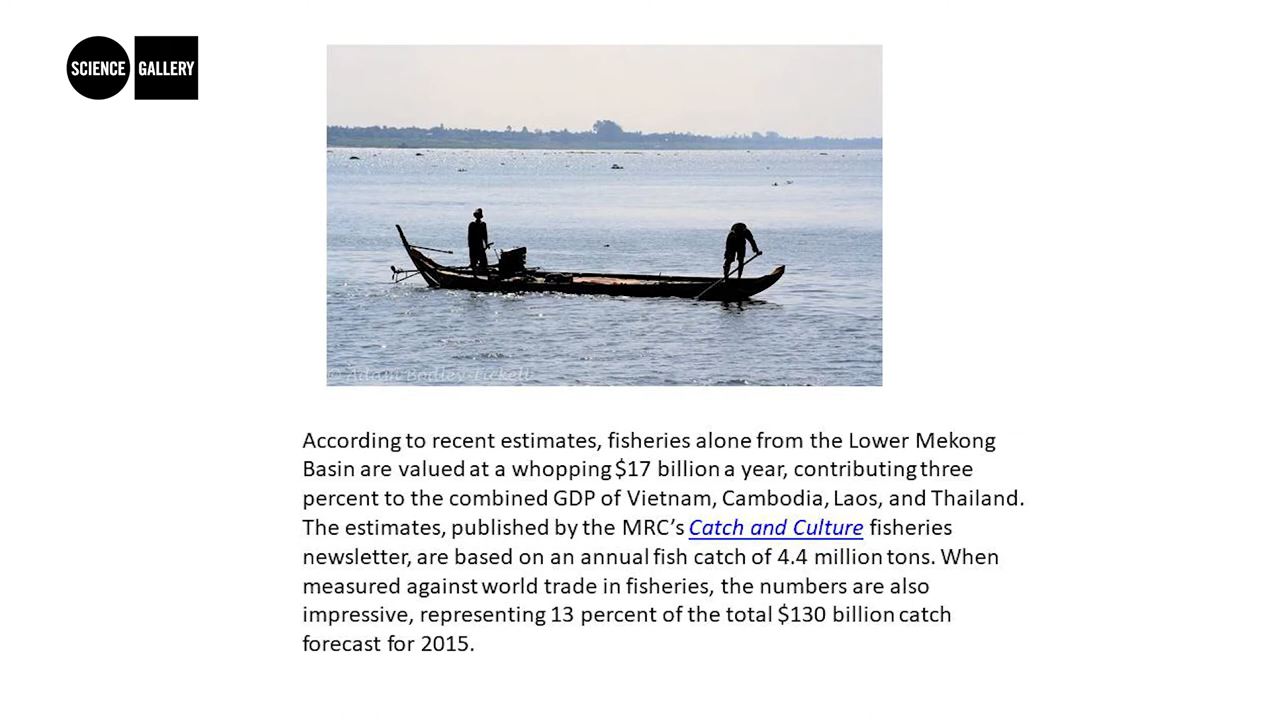 SCIENCE GALLERY
© Adam Bodley-Tickell
According to recent estimates, fisheries alone from the Lower Mekong
Basin are valued at a whopping $17 billion a year, contributing three
percent to the combined GDP of Vietnam, Cambodia, Laos, and Thailand.
The estimates, published by the MRC’s Catch and Culture fisheries
newsletter, are based on an annual fish catch of 4.4 million tons. When
measured against world trade in fisheries, the numbers are also
impressive, representing 13 percent of the total $130 billion catch
forecast for 2015.